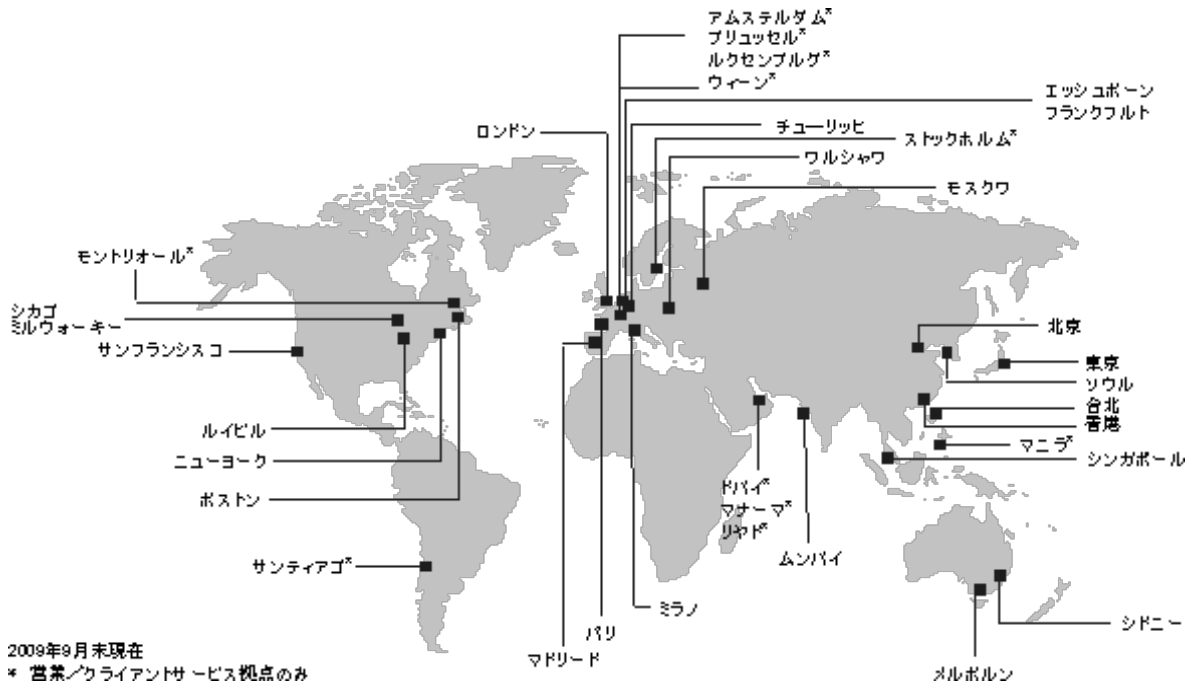 アムステルダム*
ブリュッセル*
ルクセンブルグ*
ウィーン*
エッシュボーン
フランクフルト
ロンドン
チューリッヒ
ストックホルム*
ワルシャワ
モスクワ
モントリオール*
シカゴ
ミルウォーキー
サンフランシスコ
北京
東京
ソウル
台北
香港
マニラ*
シンガポール
ルイビル
ニューヨーク
ボストン
ドバイ*
マナーマ*
リヤド*
ムンバイ
サンティアゴ*
ミラノ
パリ
マドリード
シドニー
メルボルン
2009年9月末現在
* 営業/クライアントサービス拠点のみ